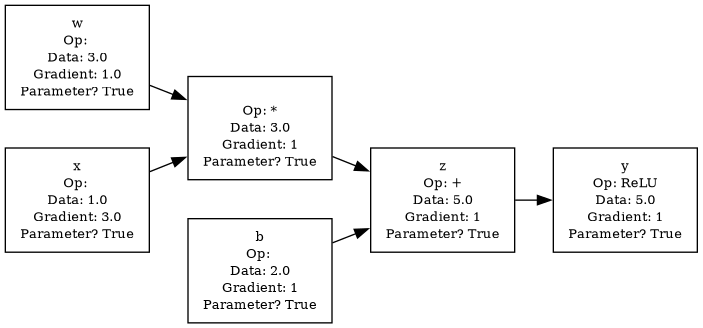 w
Op:
Data: 3.0
Gradient: 1.0
Parameter? True
x
Op:
Data: 1.0
Gradient: 3.0
Parameter? True
Op: *
Data: 3.0
Gradient: 1
Parameter? True
b
Op:
Data: 2.0
Gradient: 1
Parameter? True
z
Op: +
Data: 5.0
Gradient: 1
Parameter? True
y
Op: ReLU
Data: 5.0
Gradient: 1
Parameter? True